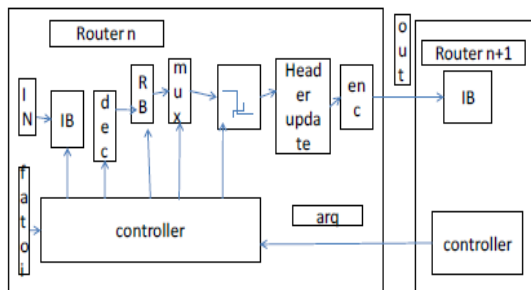 Router n
out
Router n+1
IN
IB
dec
RB
mux
Header update
enc
IB
fatoi
controller
arq
controller